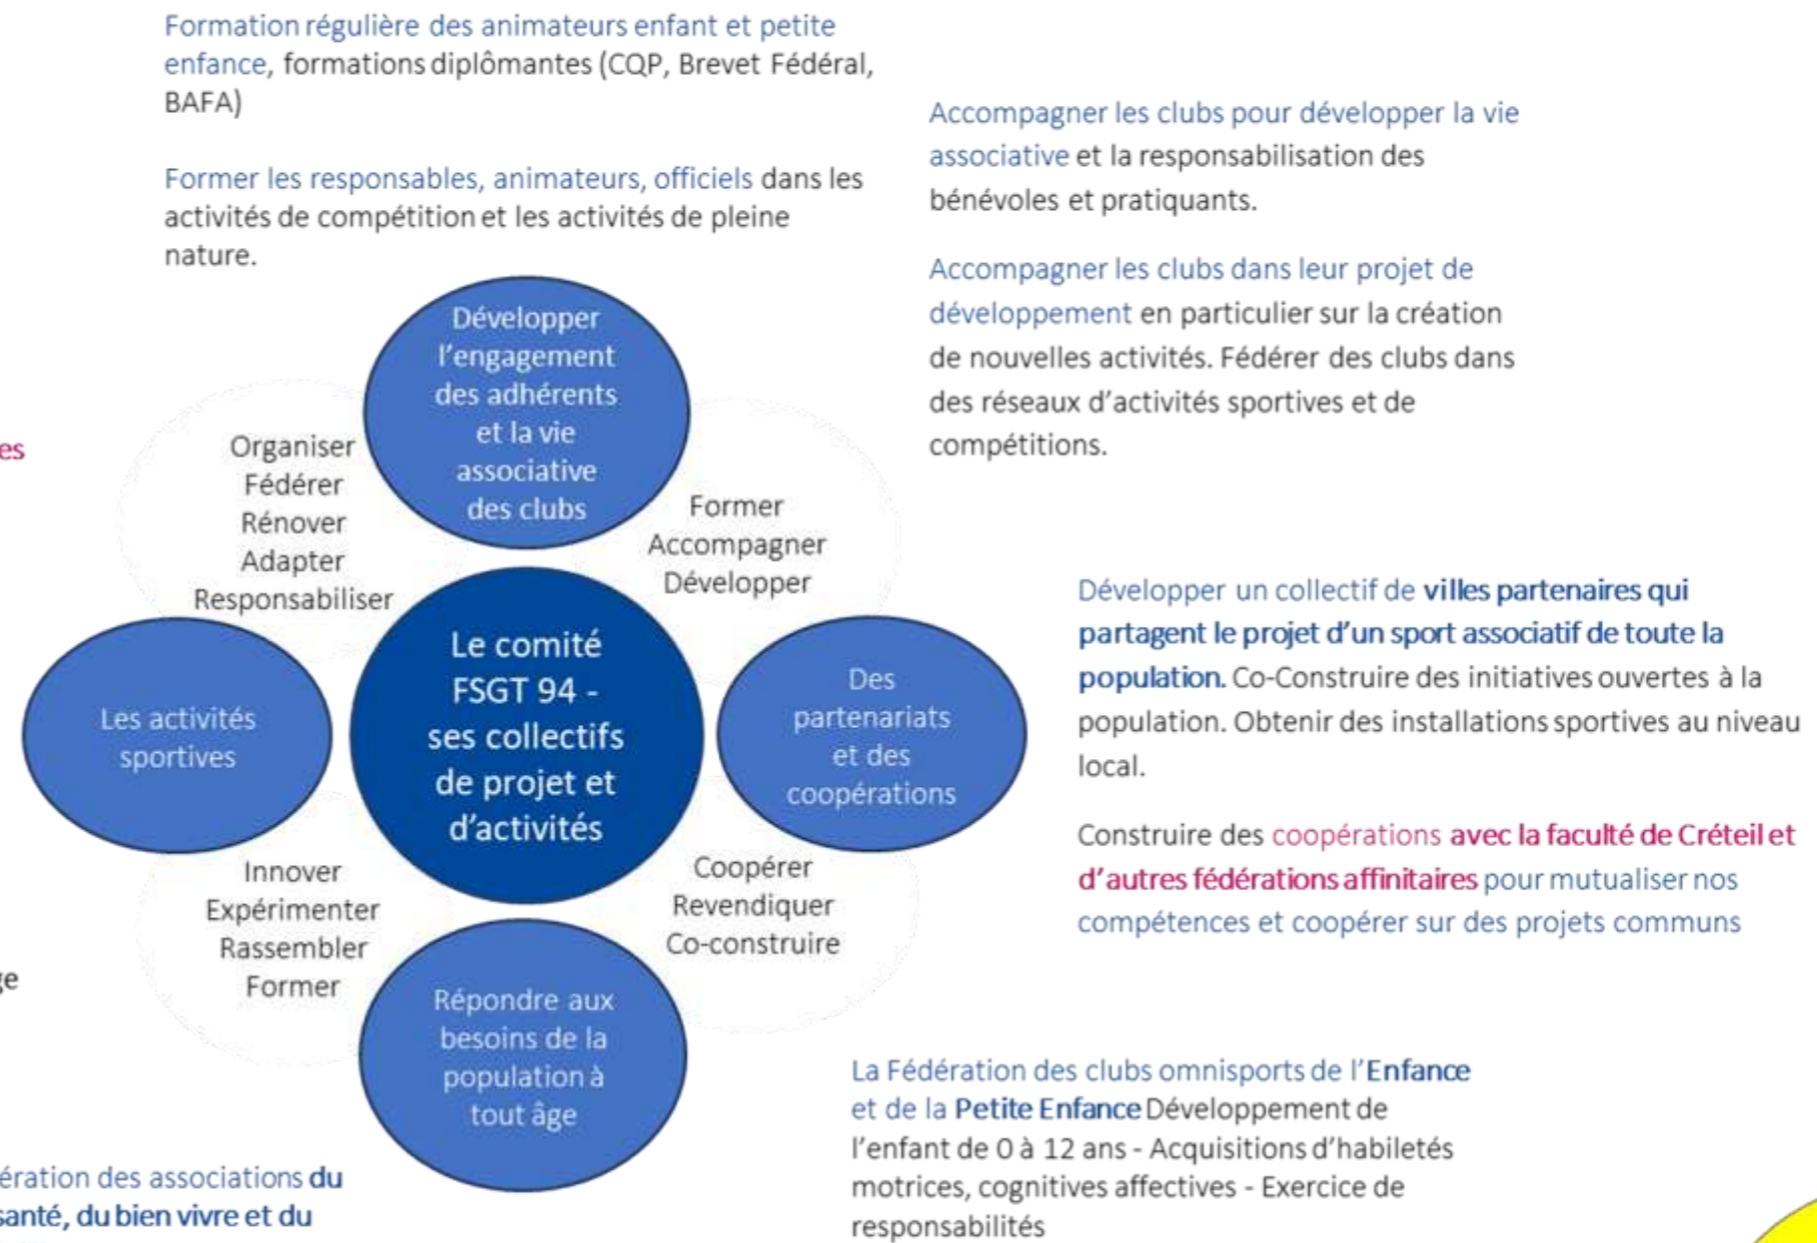 Formation régulière des animateurs enfant et petite
enfance, formations diplômantes (CQP, Brevet Fédéral,
BAFA)
Former les responsables, animateurs, officiels dans les
activités de compétition et les activités de pleine
nature.
Accompagner les clubs pour développer la vie
associative et la responsabilisation des
bénévoles et pratiquants.
Accompagner les clubs dans leur projet de
développement en particulier sur la création
de nouvelles activités. Fédérer des clubs dans
des réseaux d'activités sportives et de
compétitions.
Développer
l'engagement
des adhérents
et la vie
associative
des clubs
Organiser
Fédérer
Rénover
Adapter
Responsabiliser
Former
Accompagner
Développer
Les activités
sportives
Le comité
FSGT 94 -
ses collectifs
de projet et
d'activités
Des
partenariats
et des
coopérations
Développer un collectif de villes partenaires qui
partagent le projet d'un sport associatif de toute la
population. Co-Construire des initiatives ouvertes à la
population. Obtenir des installations sportives au niveau
local.
Construire des coopérations avec la faculté de Créteil et
d'autres fédérations affinitaires pour mutualiser nos
compétences et coopérer sur des projets communs
Innover
Expérimenter
Rassembler
Former
Coopérer
Revendiquer
Co-construire
Répondre aux
besoins de la
population à
tout âge
La Fédération des clubs omnisports de l'Enfance
et de la Petite Enfance Développement de
l'enfant de 0 à 12 ans - Acquisitions d'habiletés
motrices, cognitives affectives - Exercice de
responsabilités
des associations du
santé, du bien vivre et du